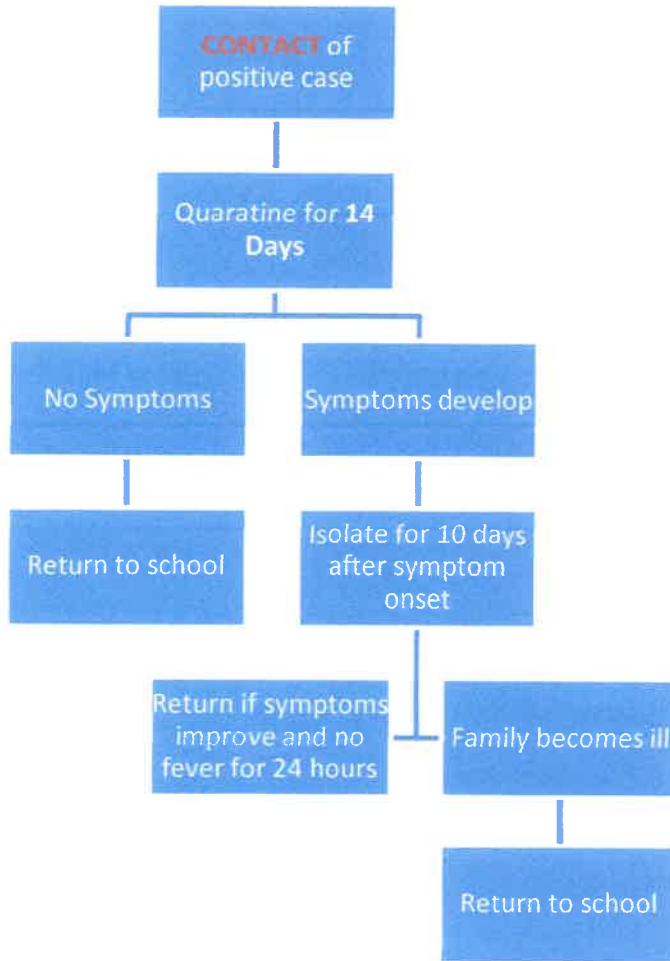 CONTACT of
positive case
Quaratine for 14
Days
No Symptoms
Symptoms develop
Return to school
Isolate for 10 days
after symptom
onset
Return if symptoms
improve and no
fever for 24 hours
Family becomes ill
Return to school